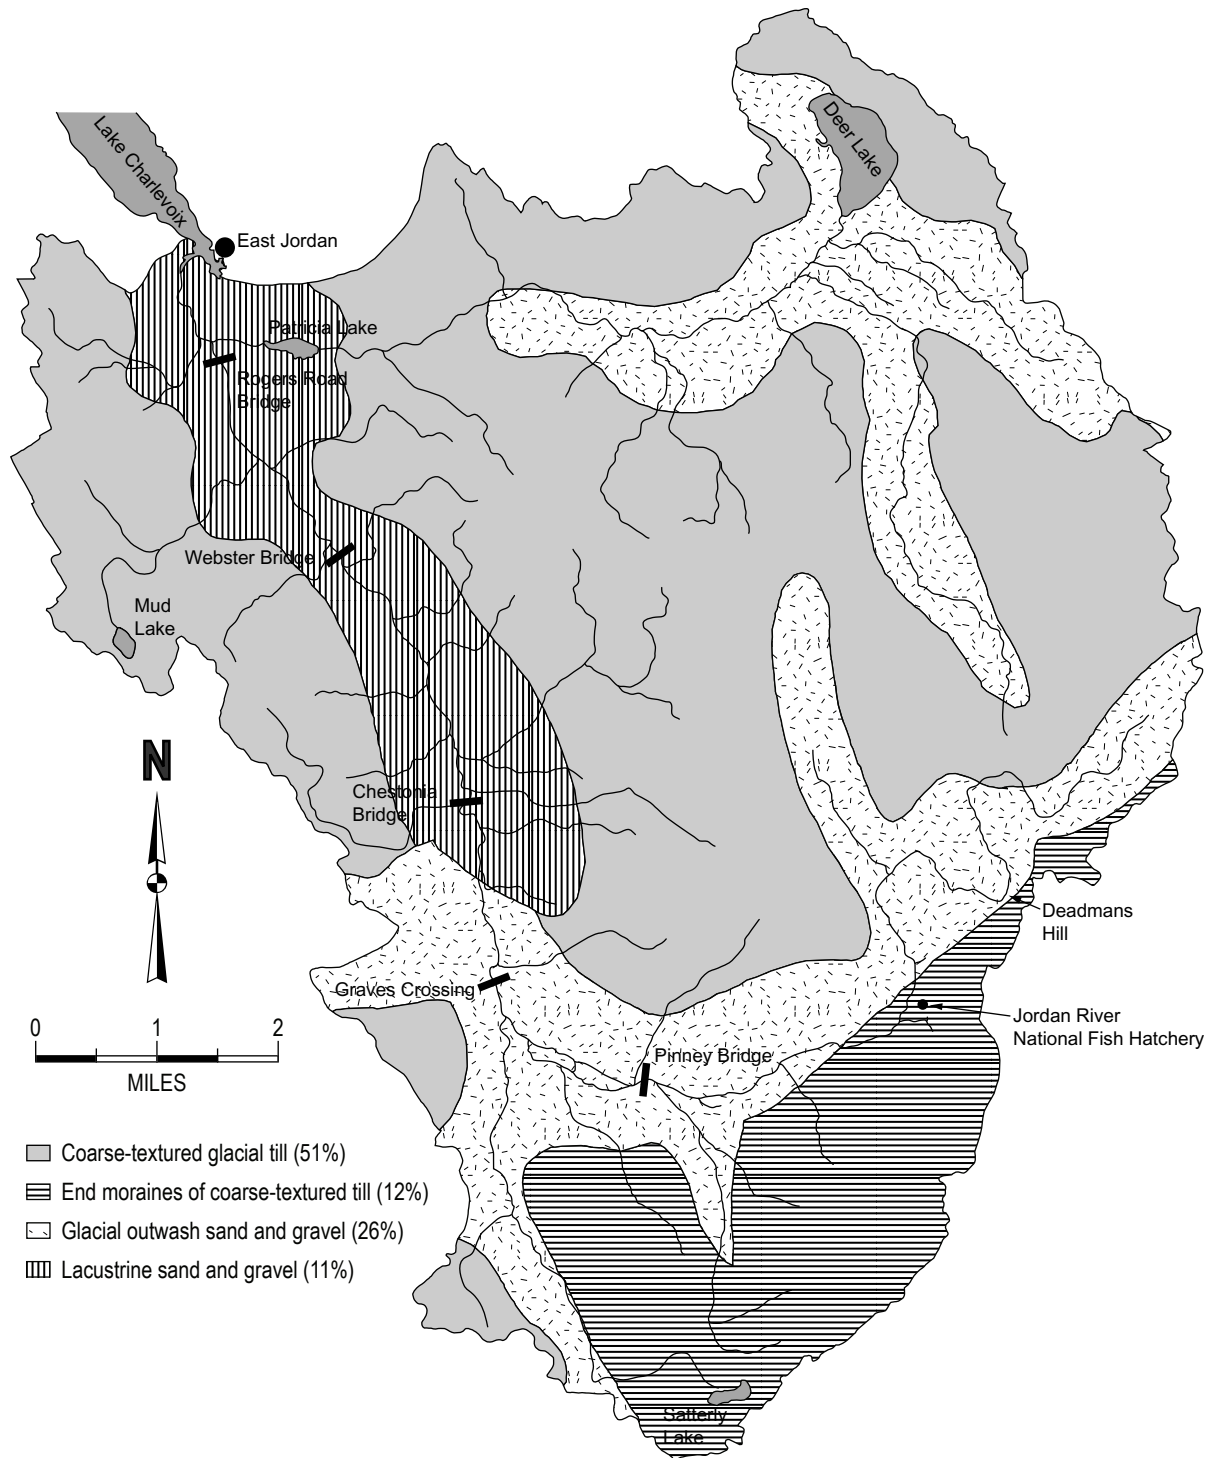 Deer Lake
Lake Charlevoix
East Jordan
Patricia Lake
Rogers Road
Bridge
Webster Bridge
Mud
Lake
N
Chestonia
Bridge
Deadmans
Hill
Graves Crossing
Jordan River
National Fish Hatchery
0 1 2
MILES
Pinney Bridge
Coarse-textured glacial till (51%)
End moraines of coarse-textured till (12%)
Glacial outwash sand and gravel (26%)
Lacustrine sand and gravel (11%)
Satterly
Lake